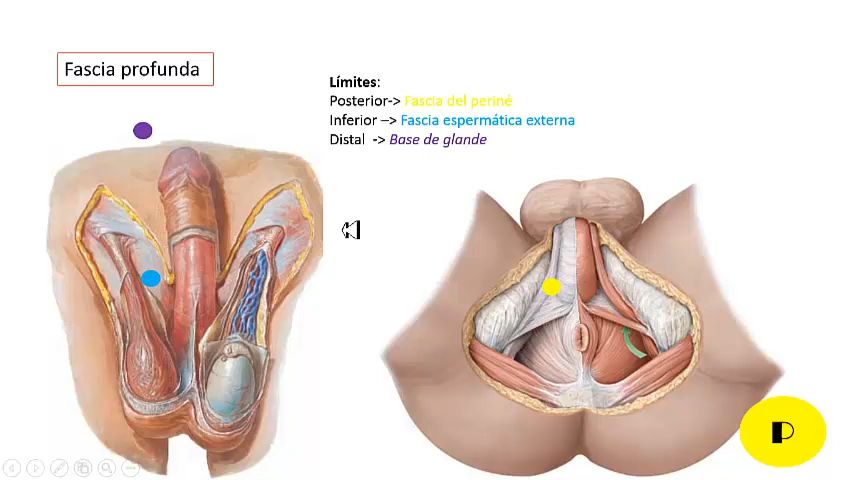 Fascia profunda
Límites:
Posterior-> Fascia del periné
Inferior –> Fascia espermática externa
Distal -> Base de glande
P